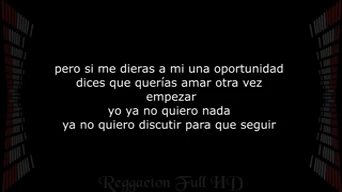 pero si me dieras a mi una oportunidad
dices que querías amar otra vez
empezar
yo ya no quiero nada
ya no quiero discutir para que seguir
Reggaeton Full HD